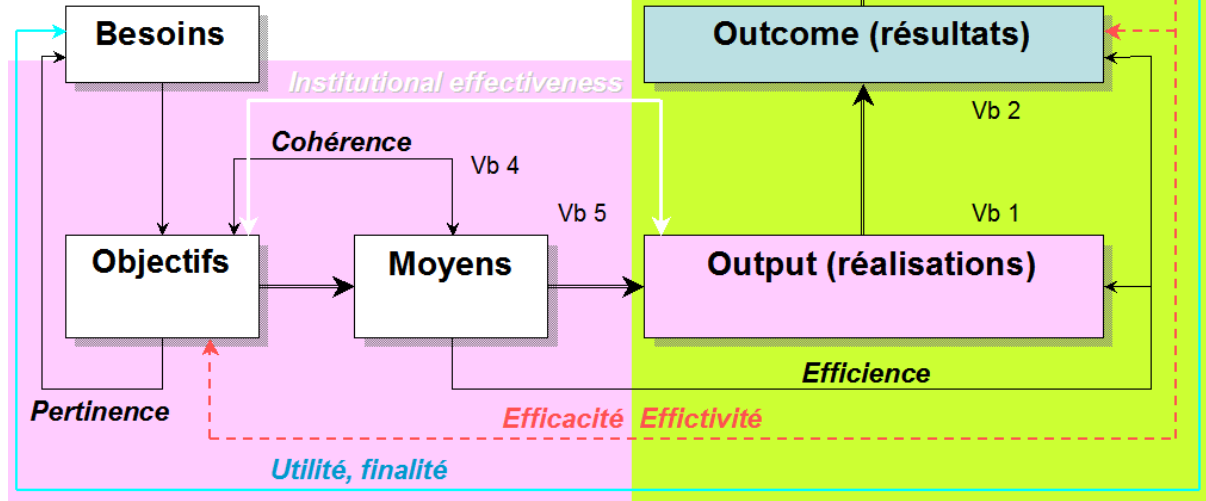 Besoins
Outcome (résultats)
Institutional effectiveness
Vb 2
Cohérence
Vb 4
Vb 5
Vb 1
Objectifs
Moyens
Output (réalisations)
Efficience
Pertinence
Efficacité Effictivité
Utilité, finalité